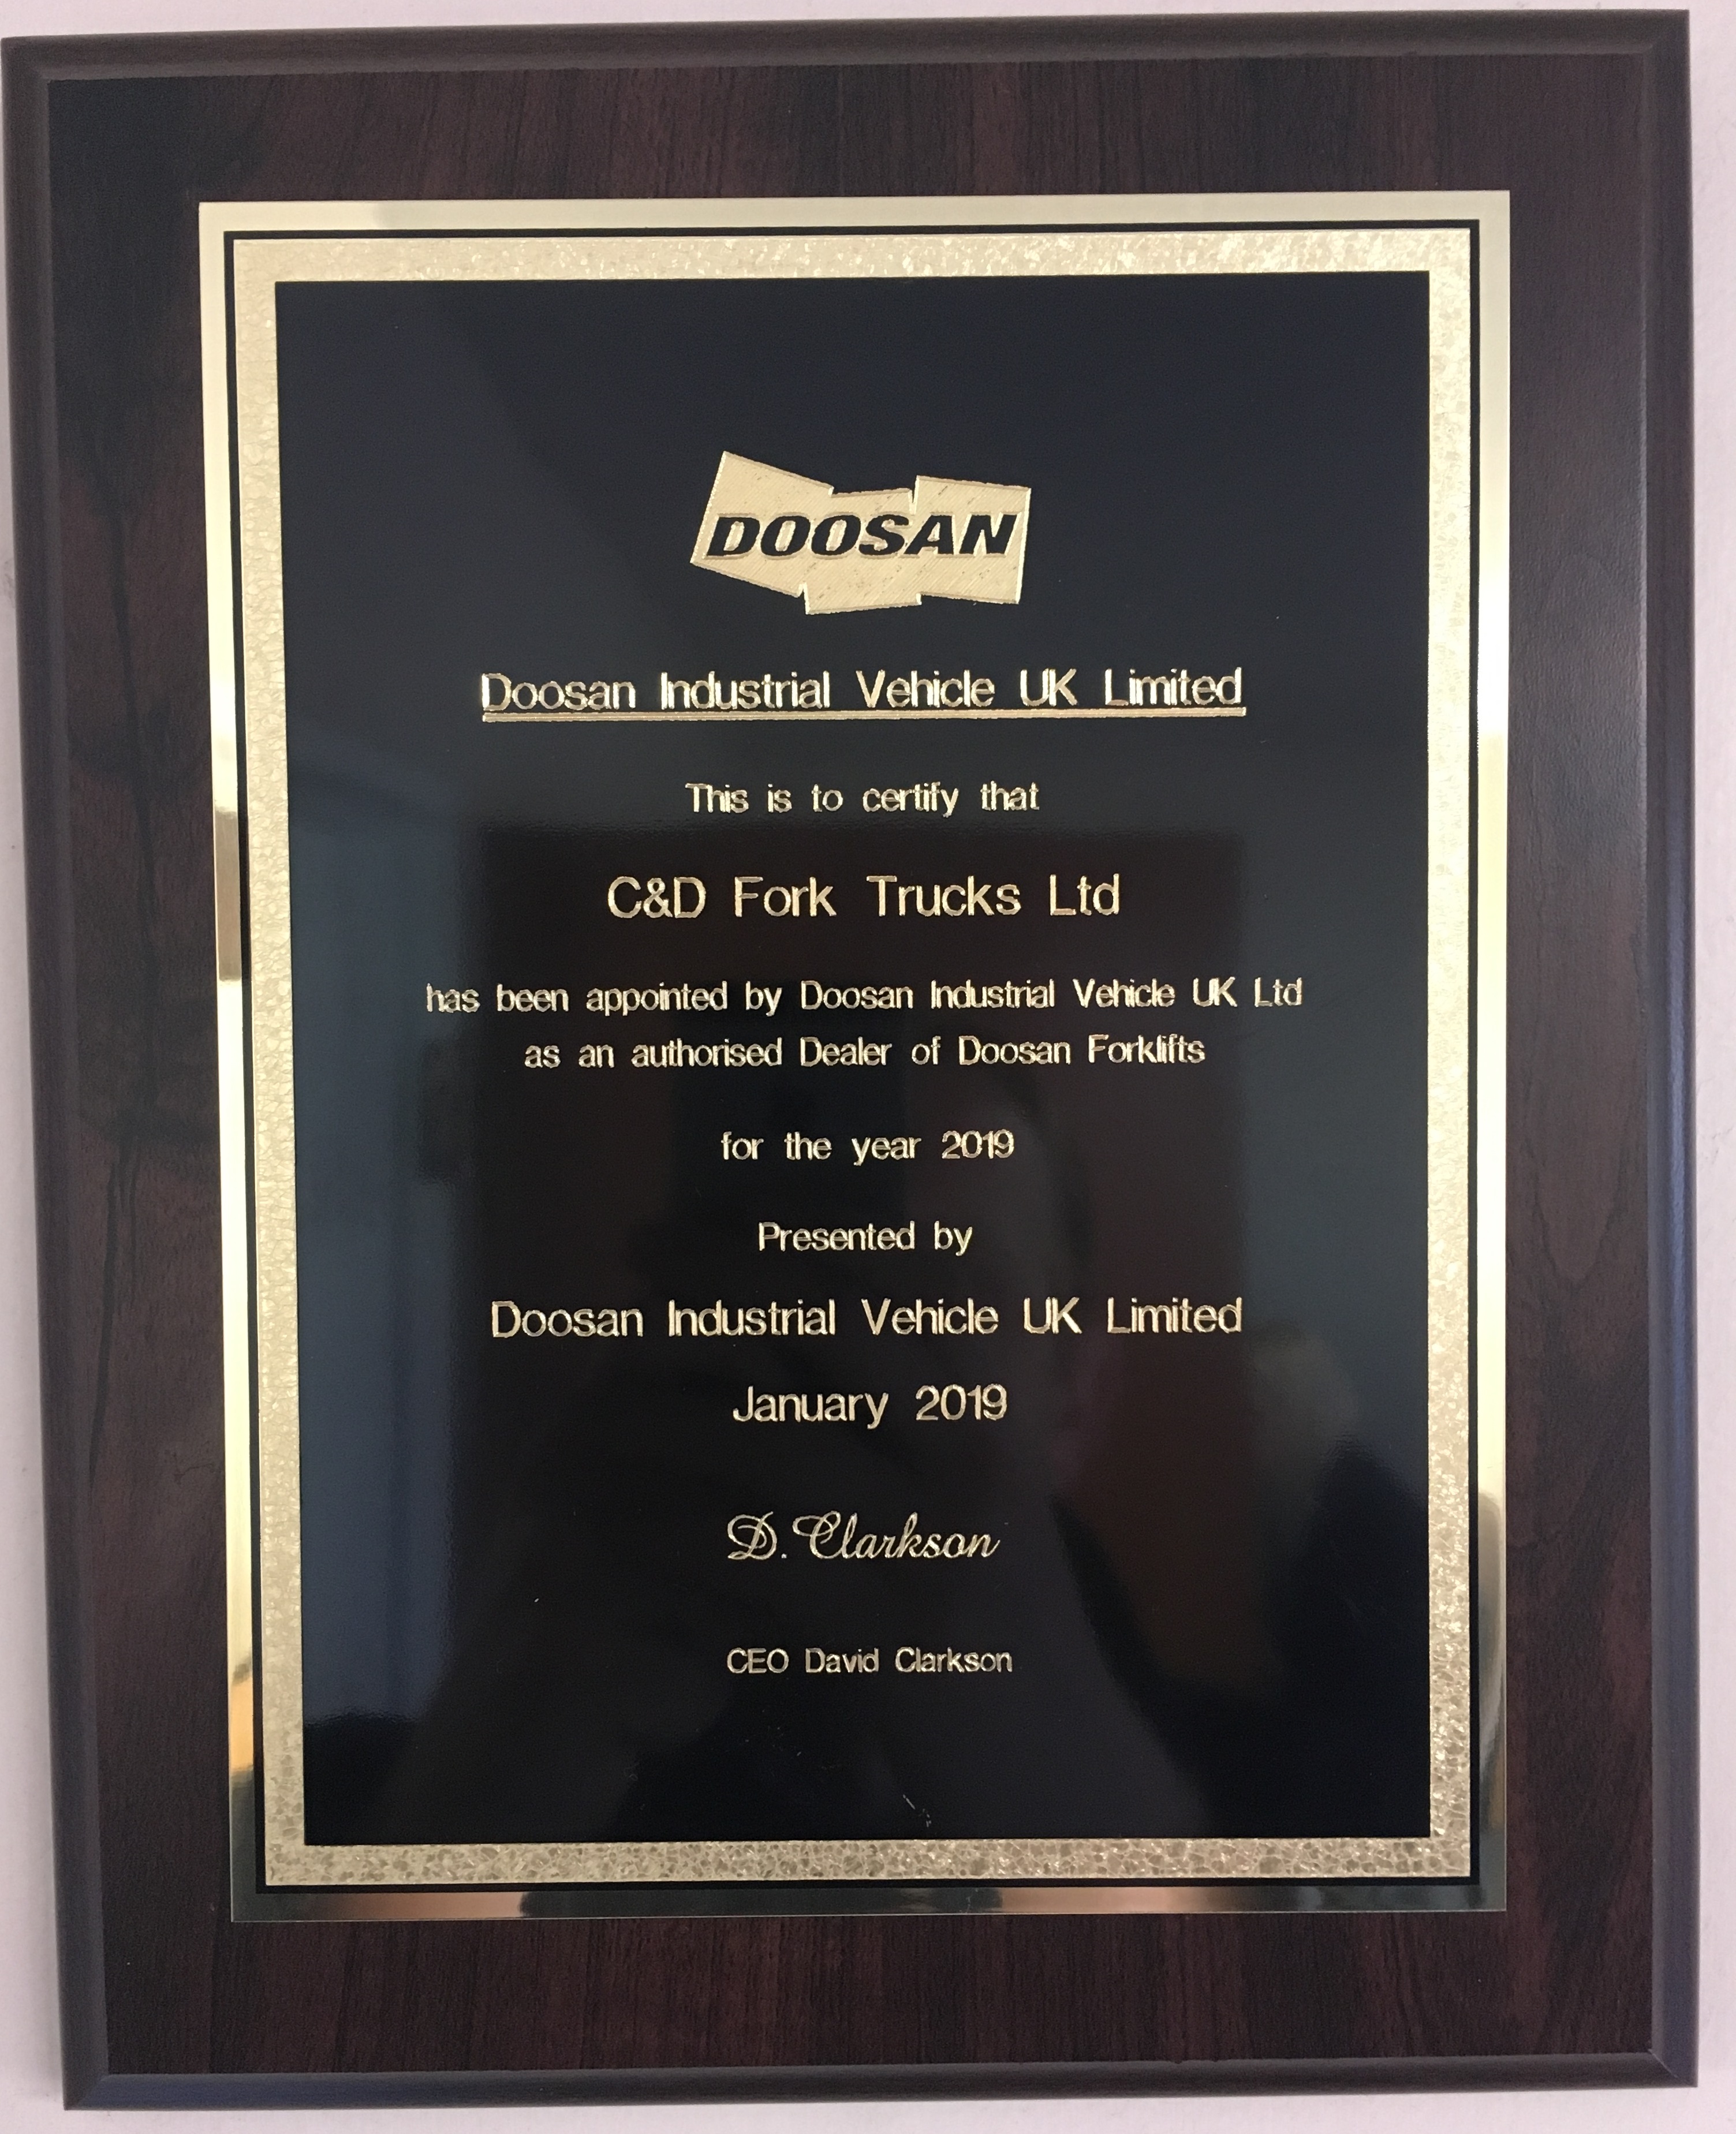 DOOSAN
Doosan Industrial Vehicle UK Limited
This is to certify that
C&D Fork Trucks Ltd
has been appointed by Doosan Industrial Vehicle UK Ltd
as an authorised Dealer of Doosan Forklifts
for the year 2019
Presented by
Doosan Industrial Vehicle UK Limited
January 2019
D. Clarkson
CEO David Clarkson